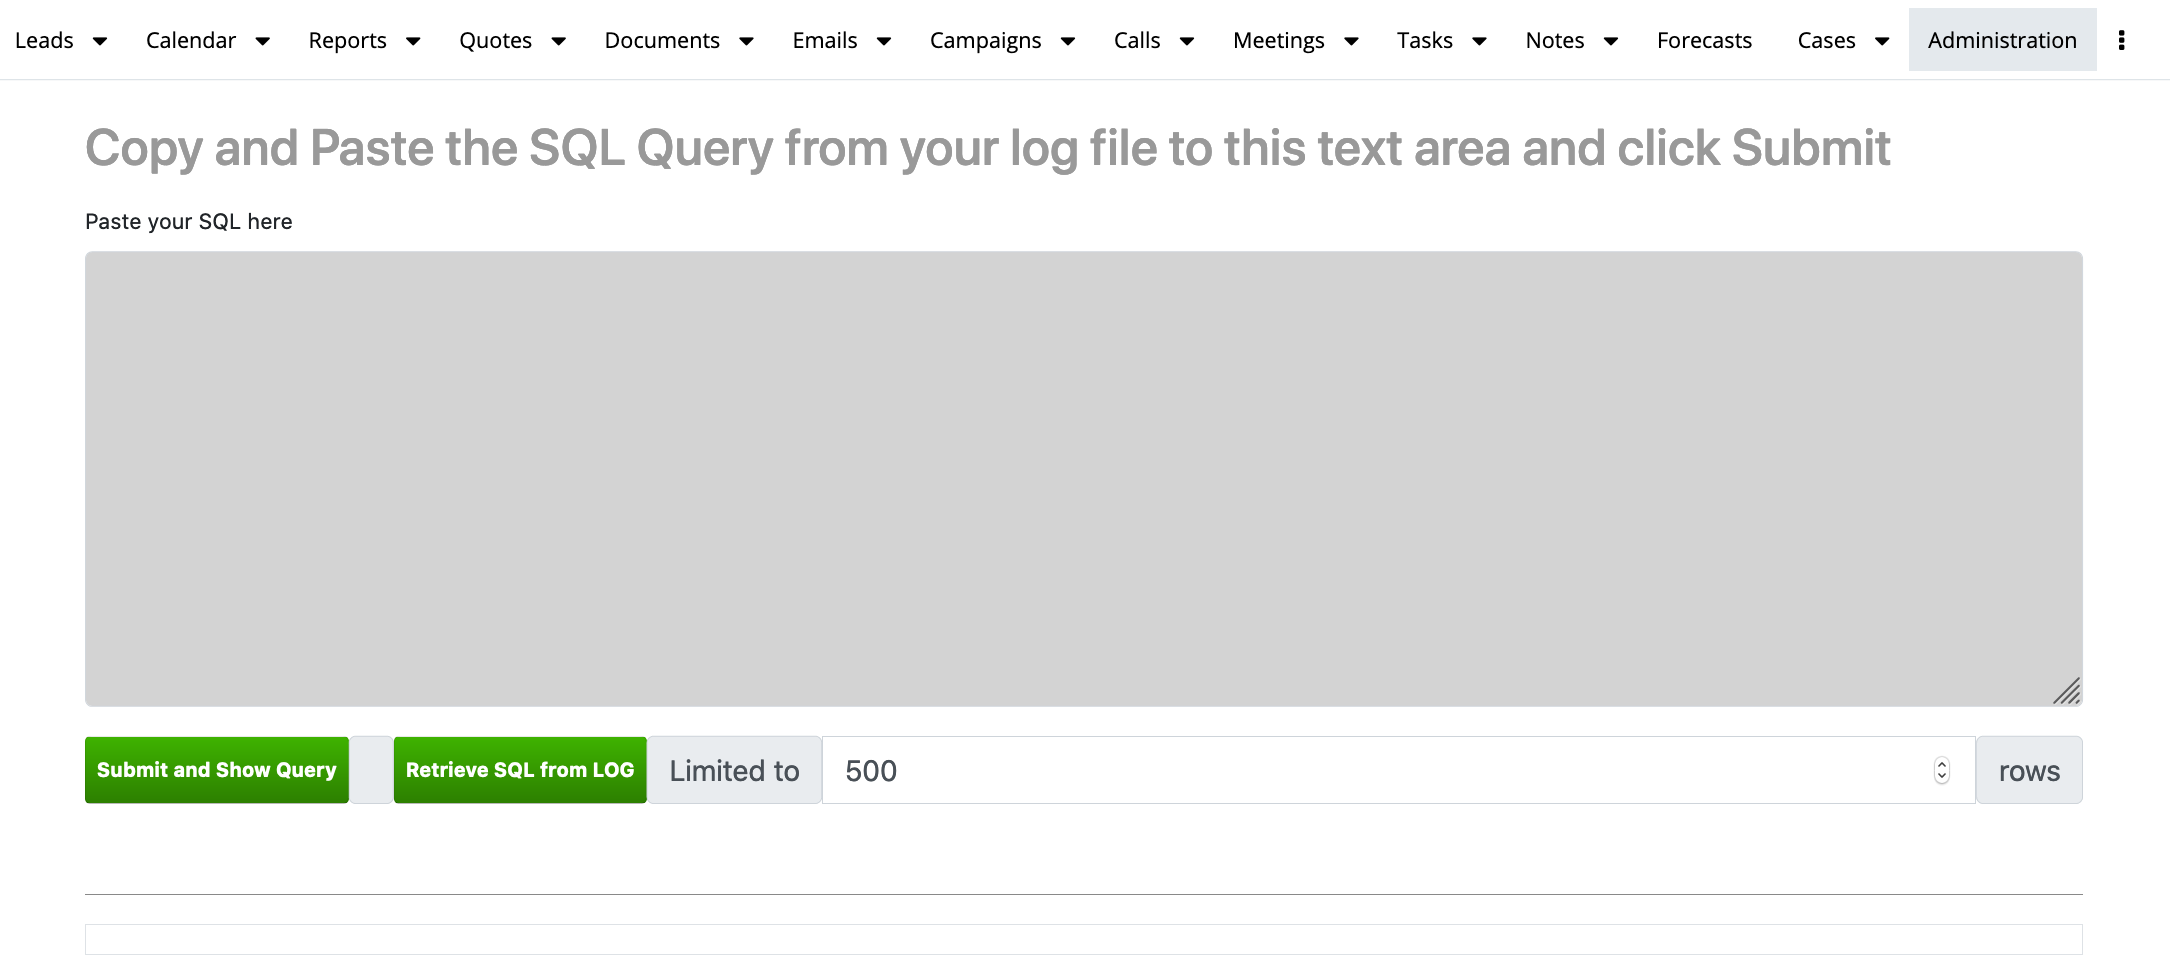 Leads Calendar Reports Quotes Documents Emails Campaigns Calls Meetings Tasks Notes Forecasts Cases Administration
Copy and Paste the SQL Query from your log file to this text area and click Submit
Paste your SQL here
Submit and Show Query Retrieve SQL from LOG Limited to 500 rows